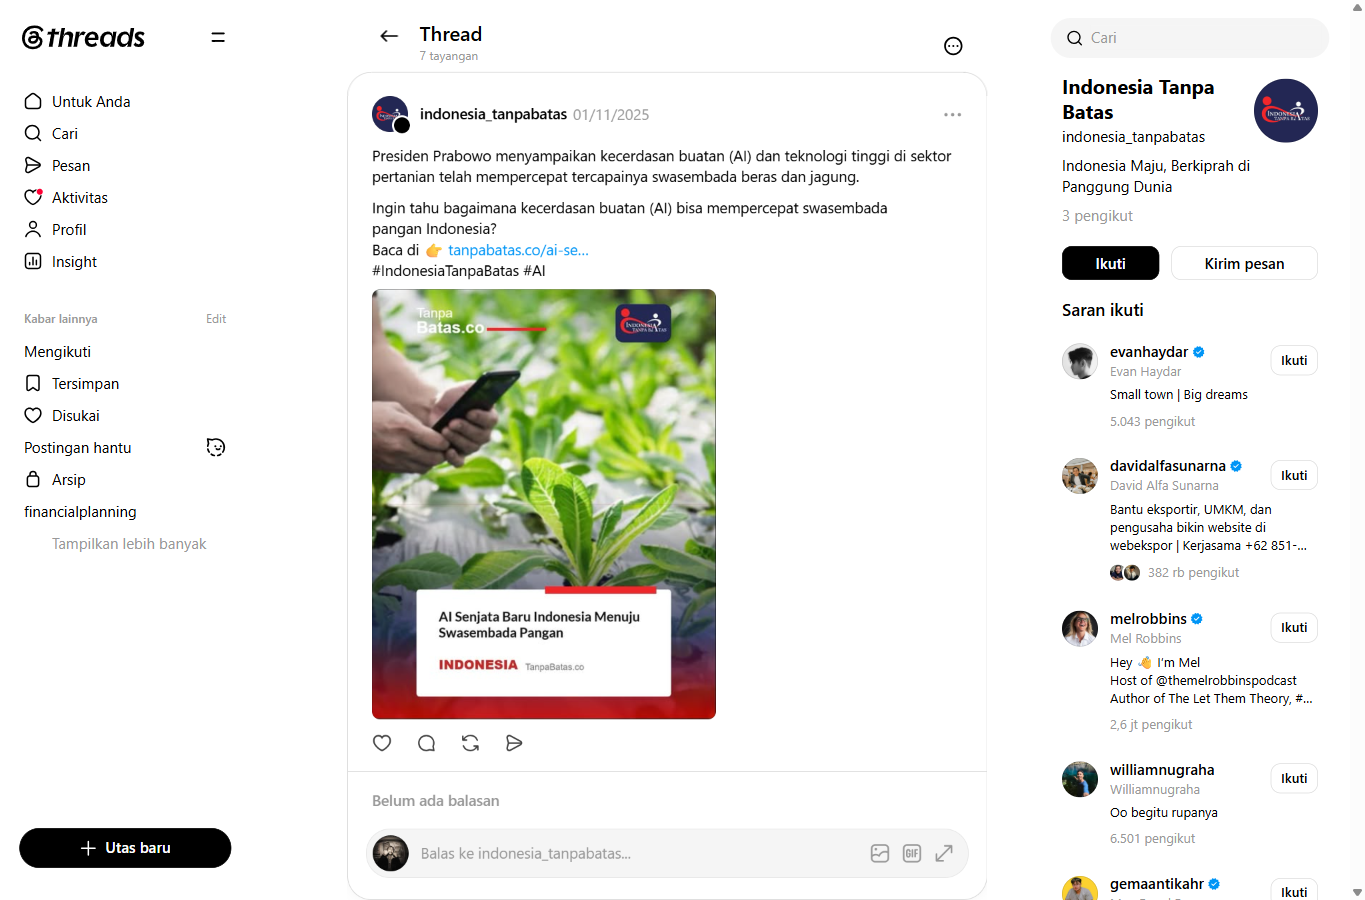 threads
Untuk Anda
Cari
Pesan
Aktivitas
Profil
Insight
Kabar lainnya
Edit
Mengikuti
Tersimpan
Disukai
Postingan hantu
Arsip
financialplanning
Tampilkan lebih banyak
Utas baru
Thread
7 tayangan
indonesia_tanpabatas 01/11/2025
Presiden Prabowo menyampaikan kecerdasan buatan (AI) dan teknologi tinggi di sektor
pertanian telah mempercepat tercapainya swasembada beras dan jagung.
Ingin tahu bagaimana kecerdasan buatan (AI) bisa mempercepat swasembada
pangan Indonesia?
Baca di 👉 tanpabatas.co/ai-se...
#IndonesiaTanpaBatas #AI
Tanpa
Batas.co
INDONESIA
TANPA BATAS
AI Senjata Baru Indonesia Menuju
Swasembada Pangan
INDONESIA TanpaBatas.co
Belum ada balasan
Balas ke indonesia_tanpabatas...
GIF
Cari
Indonesia Tanpa
Batas
indonesia_tanpabatas
INDONESIA
TANPA BATAS
Indonesia Maju, Berkiprah di
Panggung Dunia
3 pengikut
Ikuti
Kirim pesan
Saran ikuti
evanhaydar
Evan Haydar
Ikuti
Small town | Big dreams
5.043 pengikut
davidalfasunarna
David Alfa Sunarna
Ikuti
Bantu eksportir, UMKM, dan
pengusaha bikin website di
webekspor | Kerjasama +62 851-...
382 rb pengikut
melrobbins
Mel Robbins
Ikuti
Hey 👋 I'm Mel
Host of @themelrobbinspodcast
Author of The Let Them Theory, #...
2,6 jt pengikut
williamnugraha
Williamnugraha
Ikuti
Oo begitu rupanya
6.501 pengikut
gemaantikahr
Ikuti